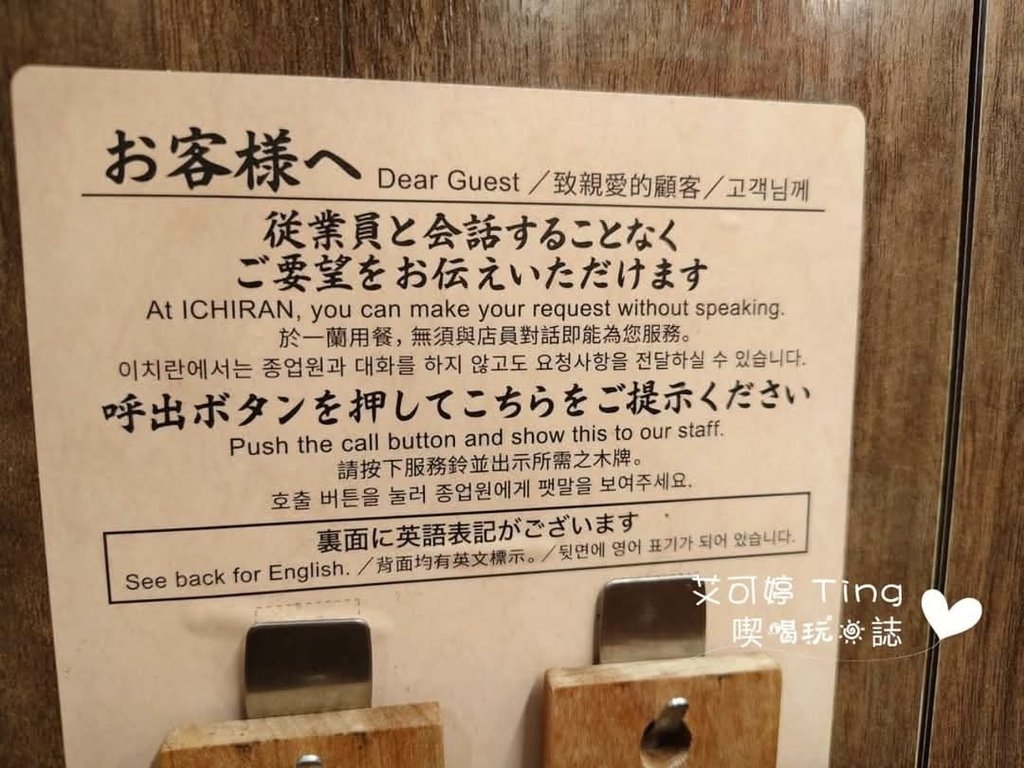 お客様へ Dear Guest／致親愛的顧客／고객님께
従業員と会話することなく
ご要望をお伝えいただけます
At ICHIRAN, you can make your request without speaking.
於一蘭用餐，無須與店員對話即能為您服務。
이치란에서는 종업원과 대화를 하지 않고도 요청사항을 전달하실 수 있습니다.
呼出ボタンを押してこちらをご提示ください
Push the call button and show this to our staff.
請按下服務鈴並出示所需之木牌。
호출 버튼을 눌러 종업원에게 팻말을 보여주세요.
裏面に英語表記がございます
See back for English.／背面均有英文標示。／뒷면에 영어 표기가 되어 있습니다.
艾可婷 Ting
喫喝玩日誌